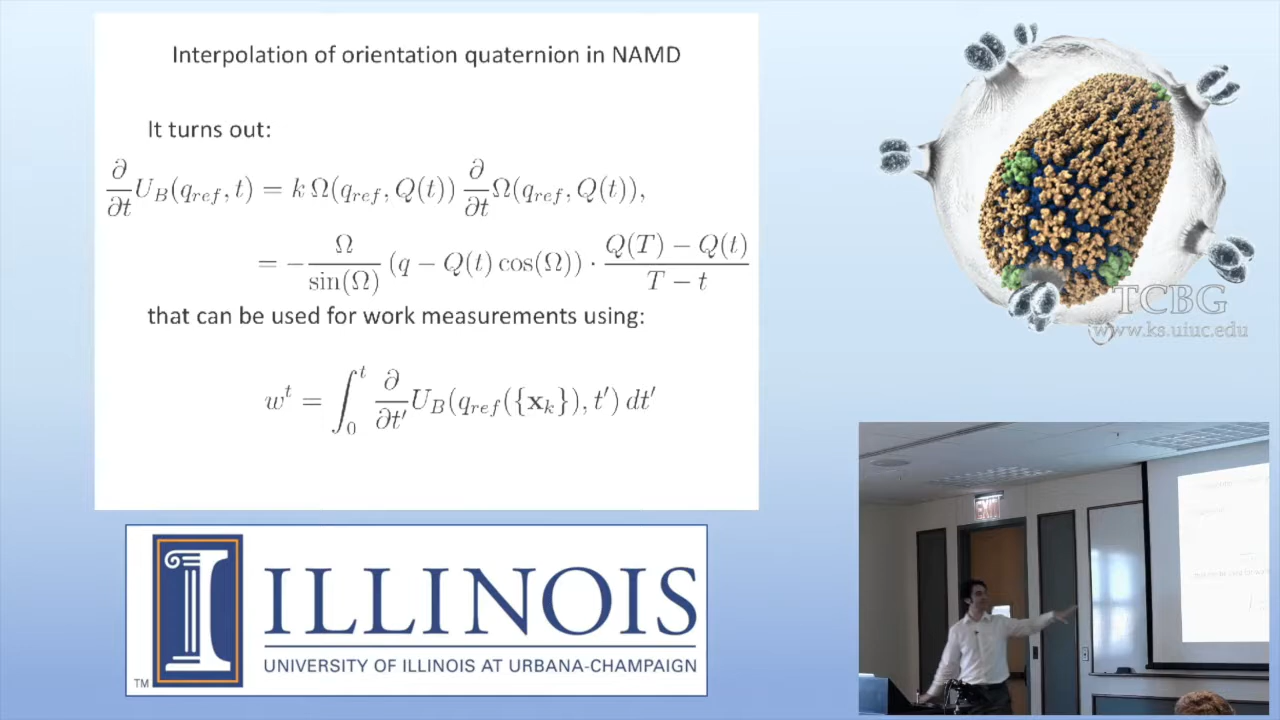 Interpolation of orientation quaternion in NAMD
It turns out:
∂/∂t U_B(q_ref, t) = k Ω(q_ref, Q(t)) ∂/∂t Ω(q_ref, Q(t)),
= − Ω/sin(Ω) (q − Q(t) cos(Ω)) · (Q(T) − Q(t))/(T − t)
that can be used for work measurements using:
w^t = ∫_0^t ∂/∂t′ U_B(q_ref({x_k}), t′) dt′
TCBG
www.ks.uiuc.edu
EXIT
I ILLINOIS
UNIVERSITY OF ILLINOIS AT URBANA-CHAMPAIGN
TM